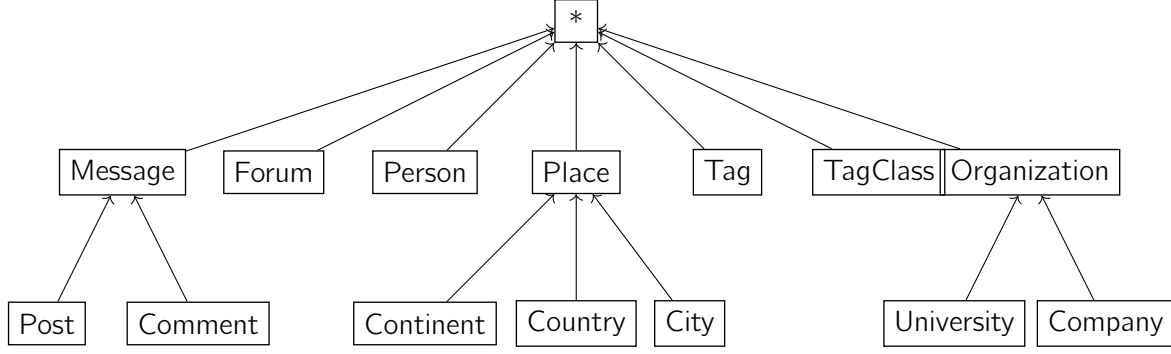 *
Message Forum Person Place Tag TagClass Organization
Post Comment Continent Country City University Company